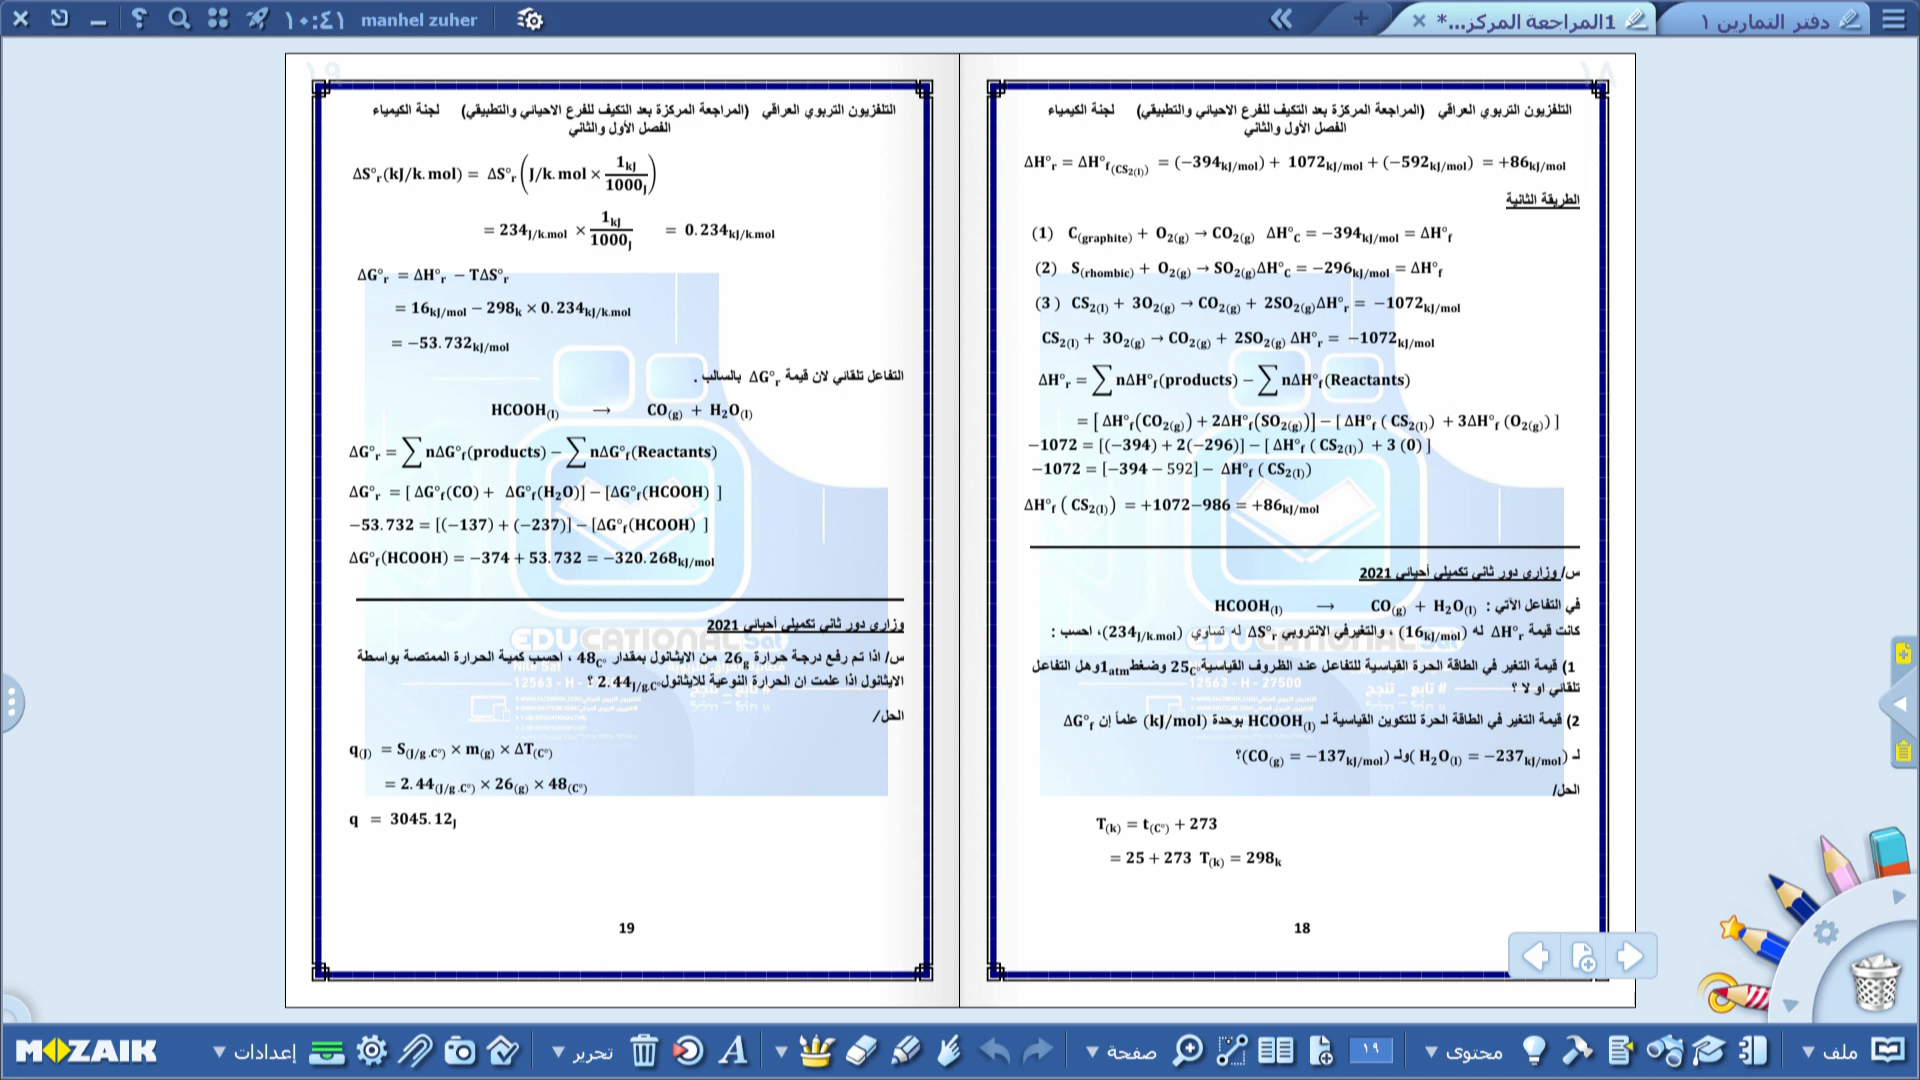 manhel zuher
١٠:٤١
1المراجعة المركز...*
دفتر التمارين ١
١٨
التلفزيون التربوي العراقي (المراجعة المركزة بعد التكيف للفرع الاحيائي والتطبيقي) لجنة الكيمياء
الفصل الأول والثاني
ΔH°r = ΔH°f(CS2(l)) = (−394kJ/mol) + 1072kJ/mol + (−592kJ/mol) = +86kJ/mol
الطريقة الثانية
(1) C(graphite) + O2(g) → CO2(g) ΔH°C = −394kJ/mol = ΔH°f
(2) S(rhombic) + O2(g) → SO2(g)ΔH°C = −296kJ/mol = ΔH°f
(3 ) CS2(l) + 3O2(g) → CO2(g) + 2SO2(g)ΔH°r = −1072kJ/mol
CS2(l) + 3O2(g) → CO2(g) + 2SO2(g) ΔH°r = −1072kJ/mol
ΔH°r = ∑ nΔH°f(products) − ∑ nΔH°f(Reactants)
= [ ΔH°f(CO2(g)) + 2ΔH°f(SO2(g))] − [ ΔH°f ( CS2(l)) + 3ΔH°f (O2(g)) ]
−1072 = [(−394) + 2(−296)] − [ ΔH°f ( CS2(l)) + 3 (0) ]
−1072 = [−394 − 592] − ΔH°f ( CS2(l))
ΔH°f ( CS2(l)) = +1072−986 = +86kJ/mol
س/ وزاري دور ثاني تكميلي أحيائي 2021
في التفاعل الآتي : HCOOH(l) → CO(g) + H2O(l)
كانت قيمة ΔH°r له (16kJ/mol) ، والتغيرفي الانتروبي ΔS°r له تساوي (234J/k.mol)، احسب :
1) قيمة التغير في الطاقة الحرة القياسية للتفاعل عند الظروف القياسية25C° وضغط1atm وهل التفاعل
تلقائي او لا ؟
2) قيمة التغير في الطاقة الحرة للتكوين القياسية لـ HCOOH(l) بوحدة (kJ/mol) علماً إن ΔG°f
لـ (H2O(l) = −237kJ/mol )ولـ (CO(g) = −137kJ/mol)؟
الحل/
T(k) = t(C°) + 273
= 25 + 273 T(k) = 298k
18
١٩
التلفزيون التربوي العراقي (المراجعة المركزة بعد التكيف للفرع الاحيائي والتطبيقي) لجنة الكيمياء
الفصل الأول والثاني
ΔS°r(kJ/k.mol) = ΔS°r (J/k.mol × 1kJ/1000J)
= 234J/k.mol × 1kJ/1000J = 0.234kJ/k.mol
ΔG°r = ΔH°r − TΔS°r
= 16kJ/mol − 298k × 0.234kJ/k.mol
= −53.732kJ/mol
التفاعل تلقائي لان قيمة ΔG°r بالسالب .
HCOOH(l) → CO(g) + H2O(l)
ΔG°r = ∑ nΔG°f(products) − ∑ nΔG°f(Reactants)
ΔG°r = [ ΔG°f(CO) + ΔG°f(H2O)] − [ΔG°f(HCOOH) ]
−53.732 = [(−137) + (−237)] − [ΔG°f(HCOOH) ]
ΔG°f(HCOOH) = −374 + 53.732 = −320.268kJ/mol
وزاري دور ثاني تكميلي أحيائي 2021
س/ اذا تم رفع درجة حرارة 26g من الايثانول بمقدار 48C° ، احسب كمية الحرارة الممتصة بواسطة
الايثانول اذا علمت ان الحرارة النوعية للايثانول 2.44J/g.C° ؟
الحل/
q(J) = S(J/g.C°) × m(g) × ΔT(C°)
= 2.44(J/g.C°) × 26(g) × 48(C°)
q = 3045.12J
19
EDUCATIONAL Sat
12563 - H - 27500
# تابع _ تنجح
MOZAIK
إعدادات
تحرير
صفحة
١٩
محتوى
ملف